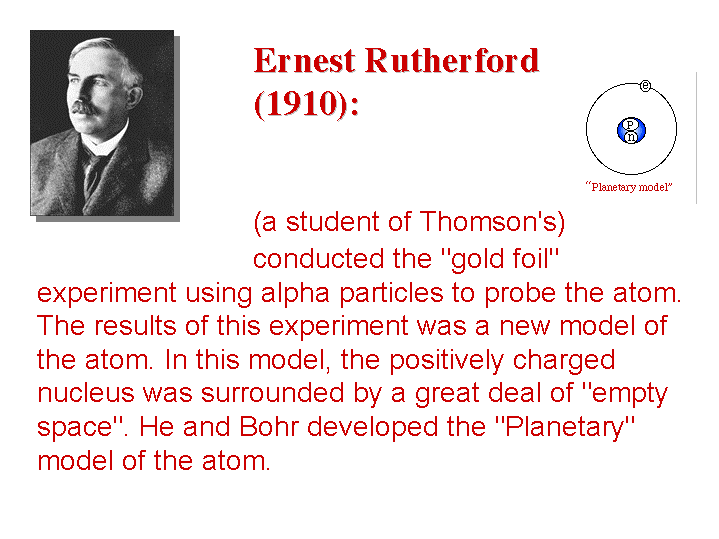 Ernest Rutherford
(1910):
e
P
n
“Planetary model”
(a student of Thomson's)
conducted the "gold foil"
experiment using alpha particles to probe the atom.
The results of this experiment was a new model of
the atom. In this model, the positively charged
nucleus was surrounded by a great deal of "empty
space". He and Bohr developed the "Planetary"
model of the atom.